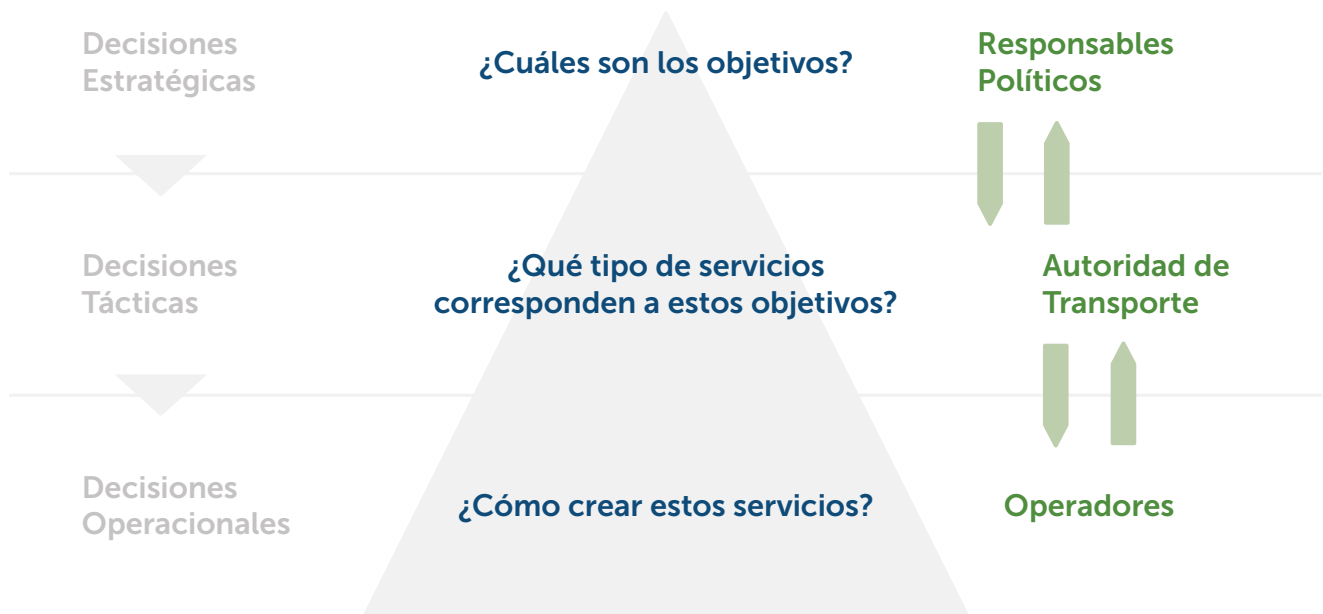 Decisiones
Estratégicas
¿Cuáles son los objetivos?
Responsables
Políticos
Decisiones
Tácticas
¿Qué tipo de servicios
corresponden a estos objetivos?
Autoridad de
Transporte
Decisiones
Operacionales
¿Cómo crear estos servicios?
Operadores